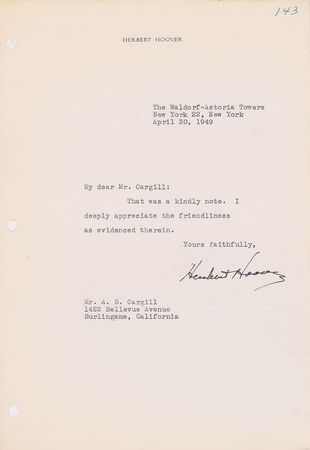 143
HERBERT HOOVER
The Waldorf-Astoria Towers
New York 22, New York
April 30, 1949
My dear Mr. Cargill:
That was a kindly note. I
deeply appreciate the friendliness
as evidenced therein.
Yours faithfully,
Herbert Hoover
Mr. A. B. Cargill
1422 Bellevue Avenue
Burlingame, California